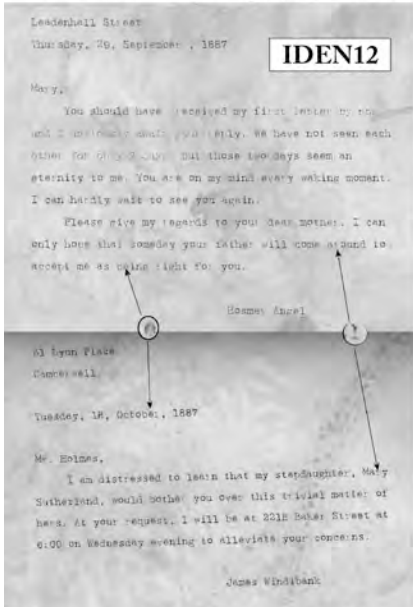 Leadenhall Street
Thursday, September, 1887
IDEN12
Mary,
You should have received my first letter by now
and I anxiously await your reply. We have not seen each
other for only 2 days, but those two days seem an
eternity to me. You are on my mind every waking moment.
I can hardly wait to see you again.
Please give my regards to your dear mother. I can
only hope that someday your father will come around to
accept me as being right for you.
Hosmer Angel
Lyon Place
Camberwell
Tuesday, 18, October, 1887
Mr. Holmes,
I am distressed to learn that my stepdaughter, Mary
Sutherland, would bother you over this trivial matter of
hers. At your request, I will be at 221B Baker Street at
6:00 on Wednesday evening to alleviate your concerns.
James Windibank